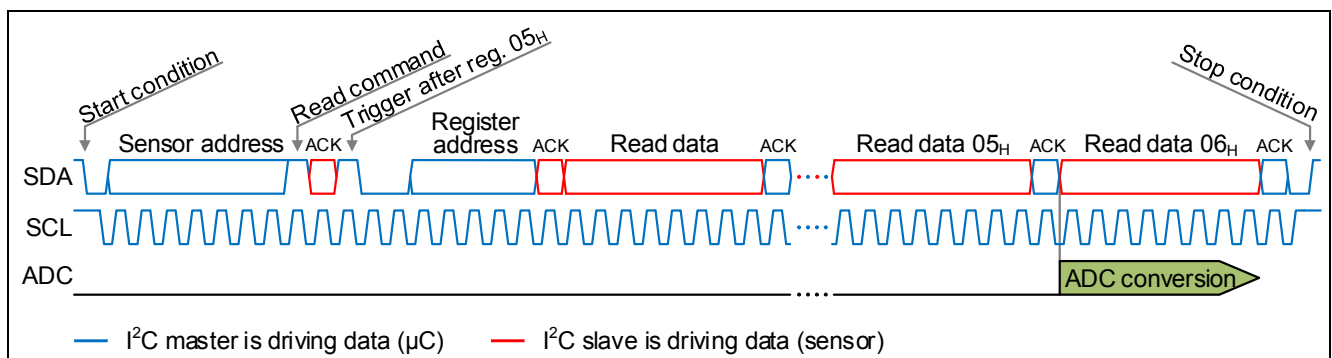 Start condition
Read command
Trigger after reg. 05H
Stop condition
Sensor address
ACK
Register
address
ACK
Read data
ACK
Read data 05H
ACK
Read data 06H
ACK
SDA
SCL
ADC
ADC conversion
I2C master is driving data (µC)
I2C slave is driving data (sensor)